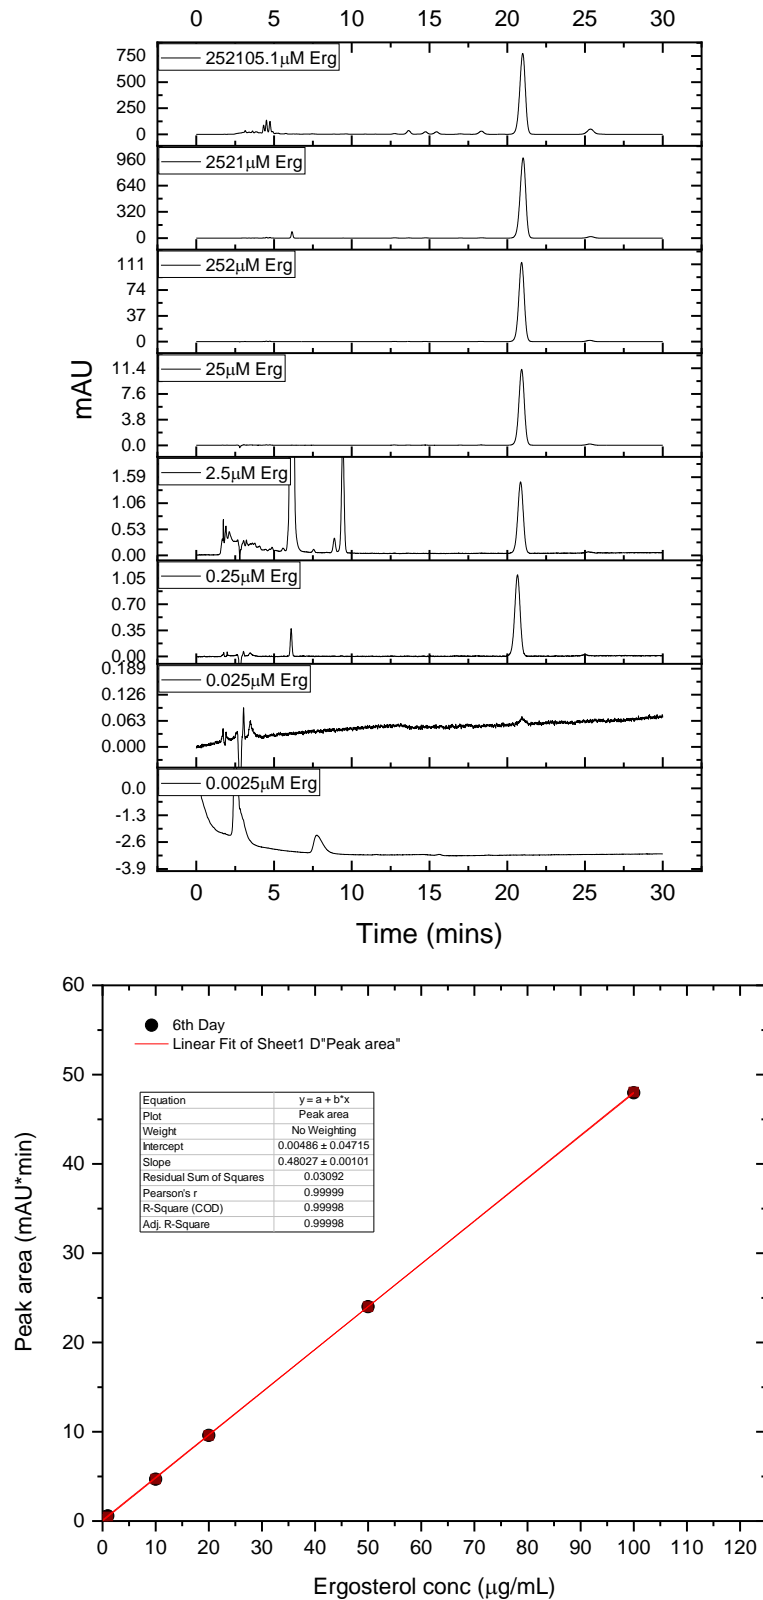 0 5 10 15 20 25 30
252105.1μM Erg
750
500
250
0
2521μM Erg
960
640
320
0
252μM Erg
111
74
37
0
25μM Erg
11.4
7.6
3.8
0.0
2.5μM Erg
1.59
1.06
0.53
0.00
0.25μM Erg
1.05
0.70
0.35
0.00
0.025μM Erg
0.189
0.126
0.063
0.000
0.0025μM Erg
0.0
-1.3
-2.6
-3.9
mAU
0 5 10 15 20 25 30
Time (mins)
60
50
40
30
20
10
0
Peak area (mAU*min)
6th Day
Linear Fit of Sheet1 D"Peak area"
Equation y = a + b*x
Plot Peak area
Weight No Weighting
Intercept 0.00486 ± 0.04715
Slope 0.48027 ± 0.00101
Residual Sum of Squares 0.03092
Pearson's r 0.99999
R-Square (COD) 0.99998
Adj. R-Square 0.99998
0 10 20 30 40 50 60 70 80 90 100 110 120
Ergosterol conc (μg/mL)